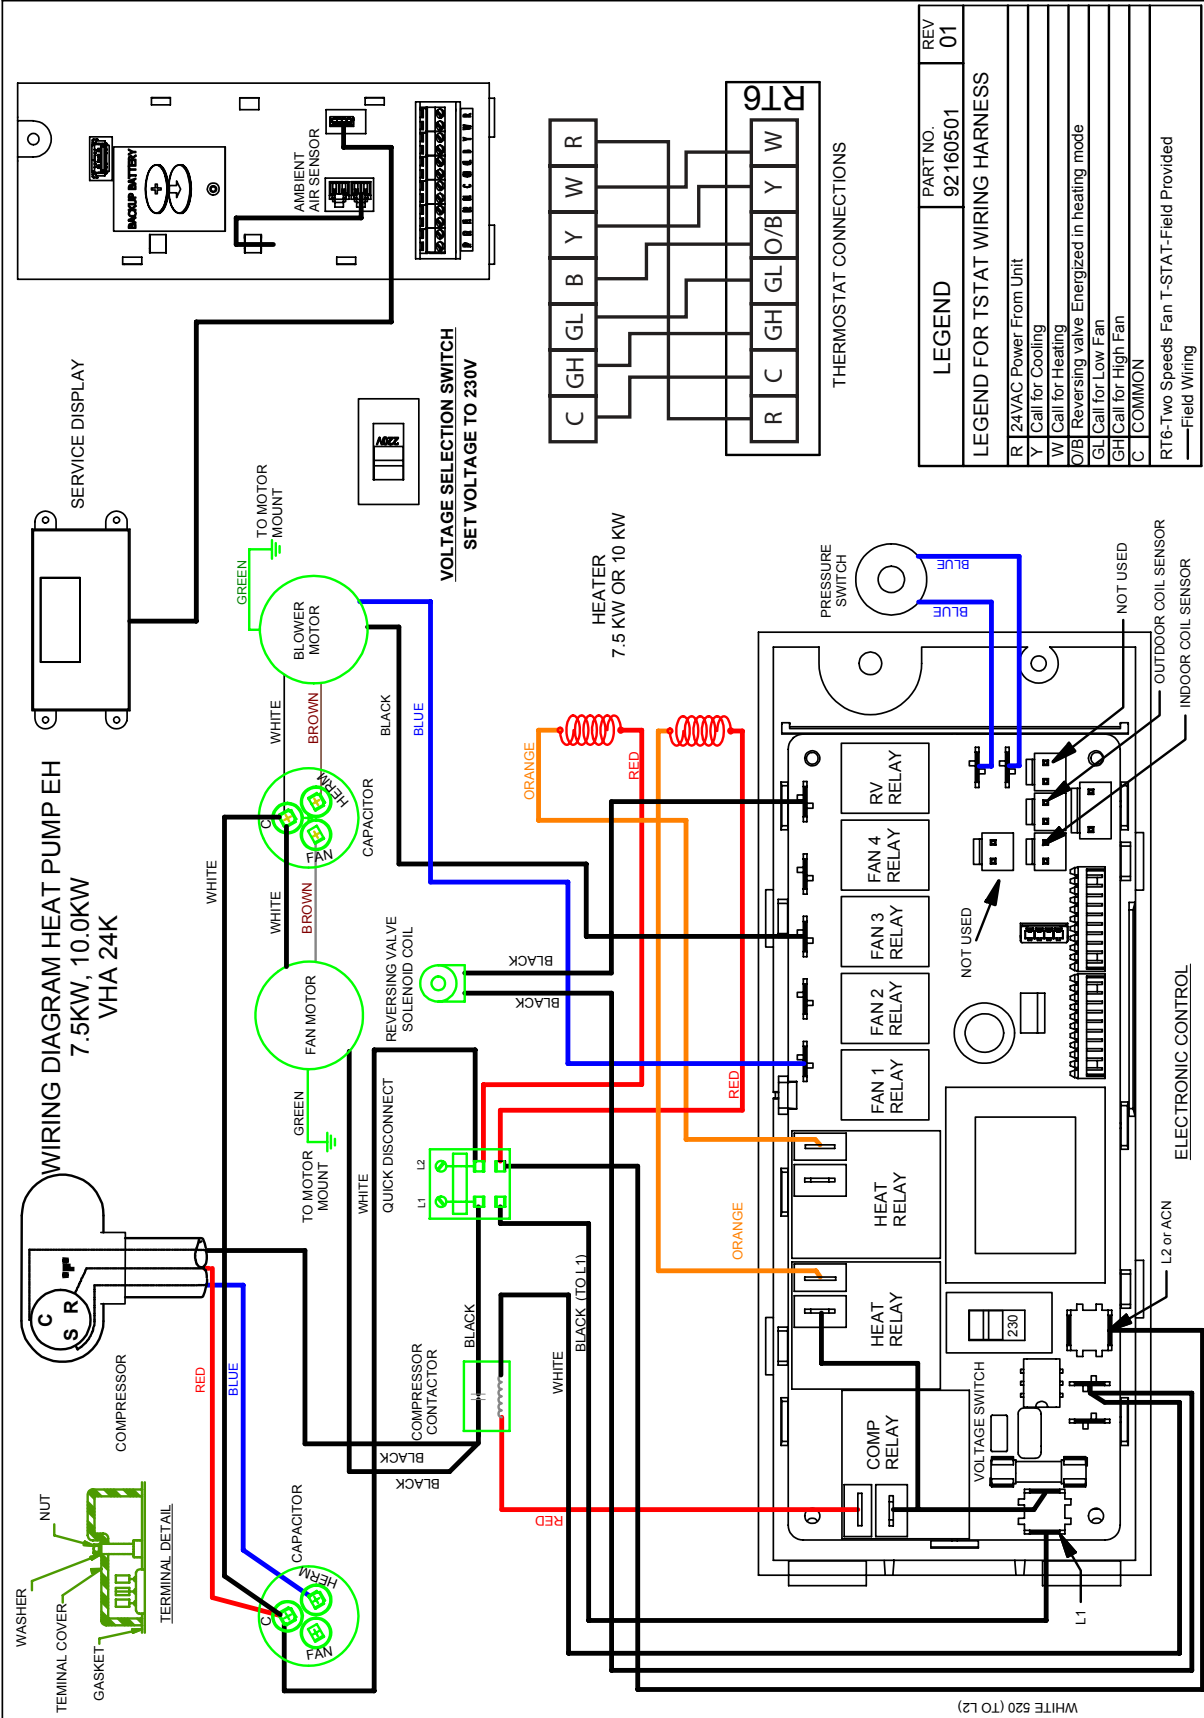 WIRING DIAGRAM HEAT PUMP EH
7.5KW, 10.0KW
VHA 24K
SERVICE DISPLAY
BACKUP BATTERY
AMBIENT
AIR SENSOR
WASHER
NUT
TEMINAL COVER
GASKET
TERMINAL DETAIL
COMPRESSOR
C
S
R
RED
BLUE
CAPACITOR
C
HERM
FAN
WHITE
TO MOTOR
MOUNT
GREEN
FAN MOTOR
WHITE
BROWN
C
HERM
FAN
CAPACITOR
WHITE
BROWN
BLOWER
MOTOR
GREEN
TO MOTOR
MOUNT
BLACK
BLUE
220V
VOLTAGE SELECTION SWITCH
SET VOLTAGE TO 230V
WHITE
QUICK DISCONNECT
REVERSING VALVE
SOLENOID COIL
L1
L2
BLACK
BLACK
COMPRESSOR
CONTACTOR
BLACK
BLACK
BLACK
WHITE
BLACK (TO L1)
RED
ORANGE
RED
HEATER
7.5 KW OR 10 KW
ORANGE
RED
C
GH
GL
B
Y
W
R
R
C
GH
GL
O/B
Y
W
RT6
THERMOSTAT CONNECTIONS
PRESSURE
SWITCH
BLUE
BLUE
COMP
RELAY
HEAT
RELAY
HEAT
RELAY
FAN 1
RELAY
FAN 2
RELAY
FAN 3
RELAY
FAN 4
RELAY
RV
RELAY
VOLTAGE SWITCH
230
NOT USED
NOT USED
OUTDOOR COIL SENSOR
INDOOR COIL SENSOR
L1
L2 or ACN
ELECTRONIC CONTROL
WHITE 520 (TO L2)
LEGEND
PART NO.
92160501
REV
01
LEGEND FOR TSTAT WIRING HARNESS
R 24VAC Power From Unit
Y Call for Cooling
W Call for Heating
O/B Reversing valve Energized in heating mode
GL Call for Low Fan
GH Call for High Fan
C COMMON
RT6-Two Speeds Fan T-STAT-Field Provided
Field Wiring